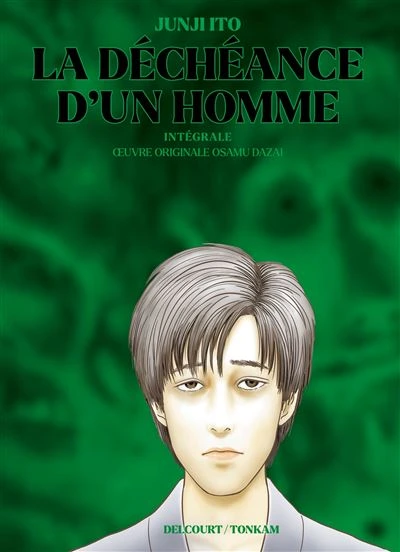 JUNJI ITO
LA DÉCHÉANCE
D'UN HOMME
INTÉGRALE
ŒUVRE ORIGINALE OSAMU DAZAI
DELCOURT/TONKAM